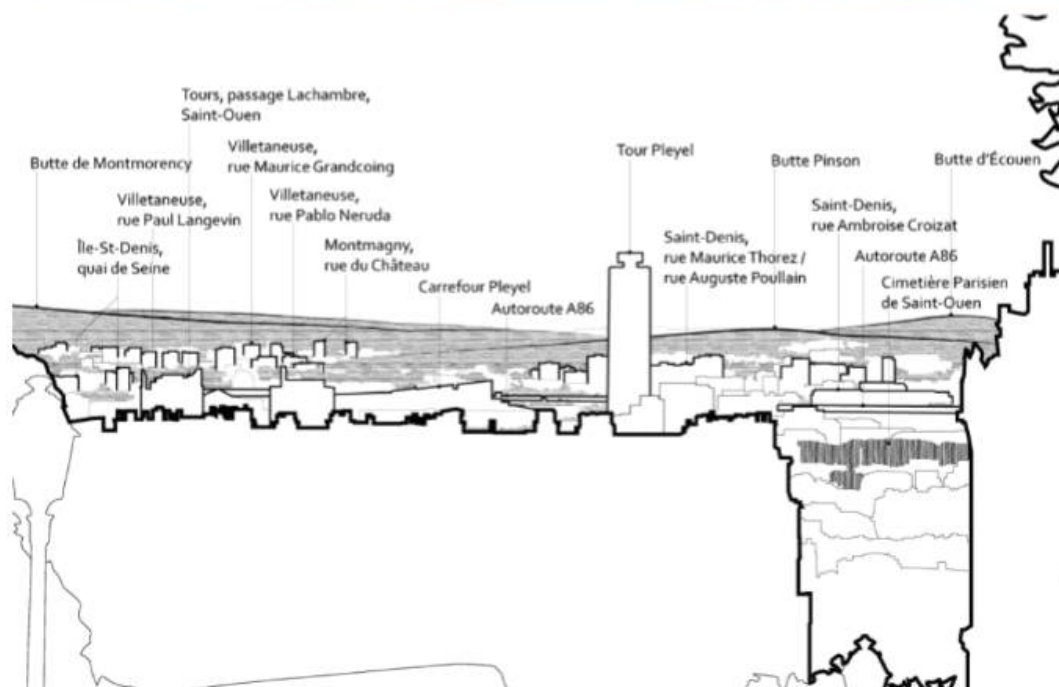 Tours, passage Lachambre,
Saint-Ouen
Villetaneuse,
rue Maurice Grandcoing
Butte de Montmorency
Tour Pleyel
Butte Pinson
Butte d'Écouen
Villetaneuse,
rue Paul Langevin
Villetaneuse,
rue Pablo Neruda
Saint-Denis,
rue Ambroise Croizat
Île-St-Denis,
quai de Seine
Montmagny,
rue du Château
Saint-Denis,
rue Maurice Thorez /
rue Auguste Poullain
Autoroute A86
Carrefour Pleyel
Autoroute A86
Cimetière Parisien
de Saint-Ouen